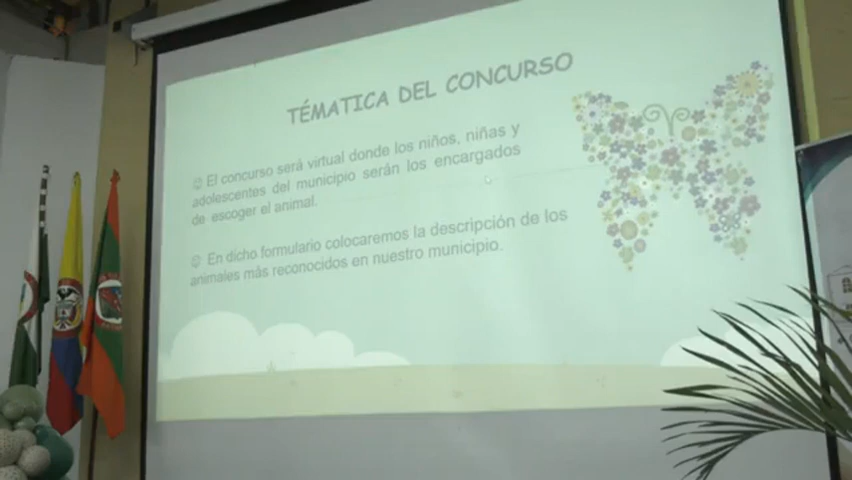 TÉMATICA DEL CONCURSO
El concurso será virtual donde los niños, niñas y
adolescentes del municipio serán los encargados
de escoger el animal.
En dicho formulario colocaremos la descripción de los
animales más reconocidos en nuestro municipio.